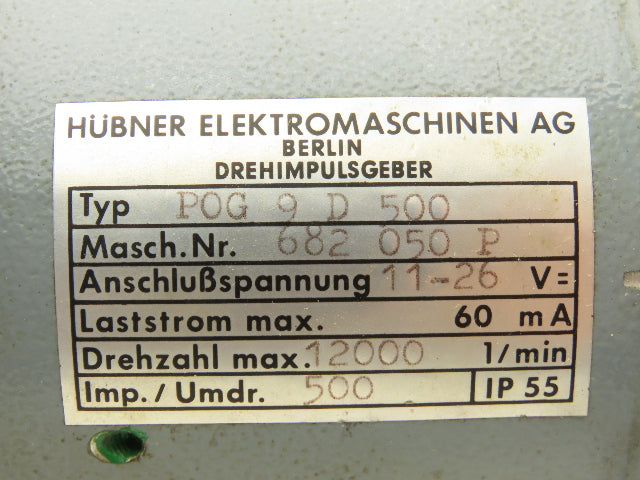 HÜBNER ELEKTROMASCHINEN AG
BERLIN
DREHIMPULSGEBER
Typ POG 9 D 500
Masch.Nr. 682 050 P
Anschlußspannung 11-26 V=
Laststrom max. 60 mA
Drehzahl max. 12000 1/min
Imp./Umdr. 500 IP 55